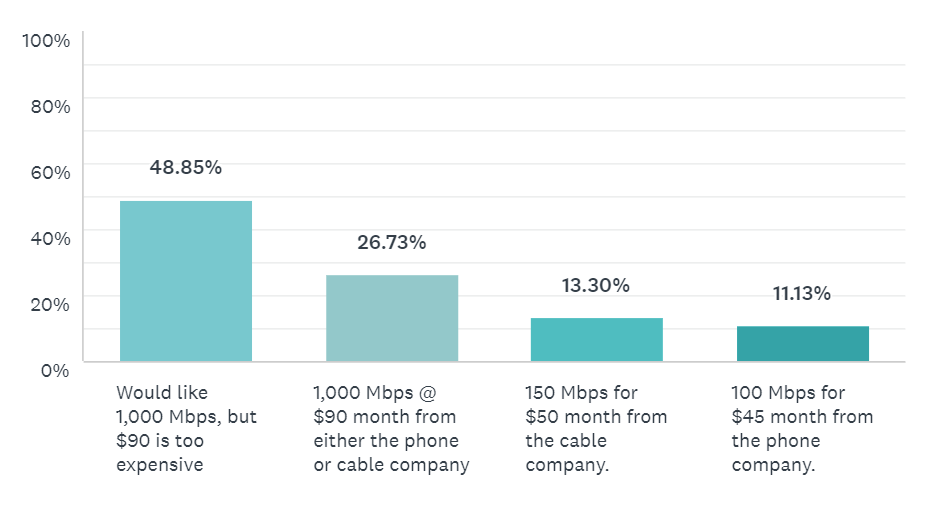 100%
80%
60%
40%
20%
0%
48.85%
26.73%
13.30%
11.13%
Would like
1,000 Mbps, but
$90 is too
expensive
1,000 Mbps @
$90 month from
either the phone
or cable company
150 Mbps for
$50 month from
the cable
company.
100 Mbps for
$45 month from
the phone
company.